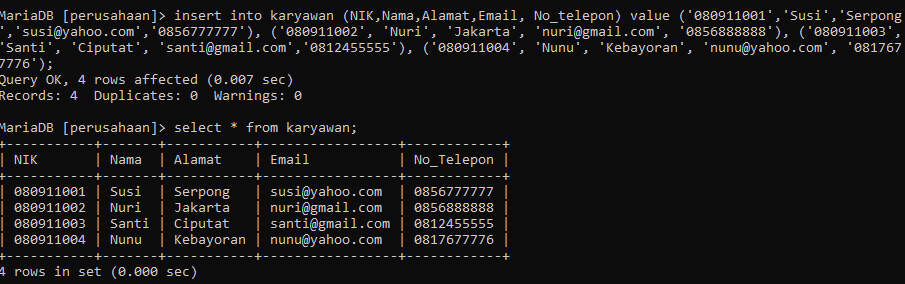 MariaDB [perusahaan]> insert into karyawan (NIK,Nama,Alamat,Email, No_telepon) value ('080911001','Susi','Serpong
','susi@yahoo.com','0856777777'), ('080911002', 'Nuri', 'Jakarta', 'nuri@gmail.com', '0856888888'), ('080911003',
'Santi', 'Ciputat', 'santi@gmail.com','0812455555'), ('080911004', 'Nunu', 'Kebayoran', 'nunu@yahoo.com', '081767
7776');
Query OK, 4 rows affected (0.007 sec)
Records: 4  Duplicates: 0  Warnings: 0

MariaDB [perusahaan]> select * from karyawan;
+-----------+-------+-----------+-----------------+------------+
| NIK       | Nama  | Alamat    | Email           | No_Telepon |
+-----------+-------+-----------+-----------------+------------+
| 080911001 | Susi  | Serpong   | susi@yahoo.com  | 0856777777 |
| 080911002 | Nuri  | Jakarta   | nuri@gmail.com  | 0856888888 |
| 080911003 | Santi | Ciputat   | santi@gmail.com | 0812455555 |
| 080911004 | Nunu  | Kebayoran | nunu@yahoo.com  | 0817677776 |
+-----------+-------+-----------+-----------------+------------+
4 rows in set (0.000 sec)